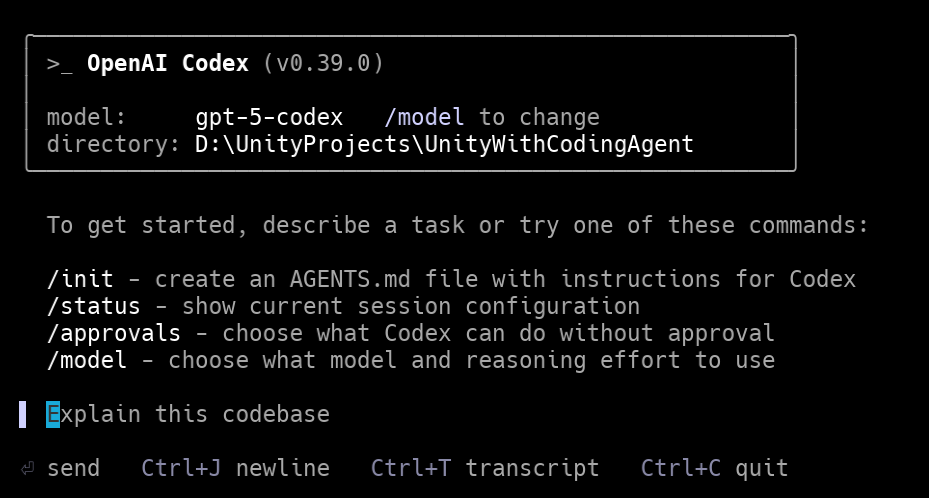 >_ OpenAI Codex (v0.39.0)
model: gpt-5-codex /model to change
directory: D:\UnityProjects\UnityWithCodingAgent
To get started, describe a task or try one of these commands:
/init - create an AGENTS.md file with instructions for Codex
/status - show current session configuration
/approvals - choose what Codex can do without approval
/model - choose what model and reasoning effort to use
Explain this codebase
⏎ send Ctrl+J newline Ctrl+T transcript Ctrl+C quit